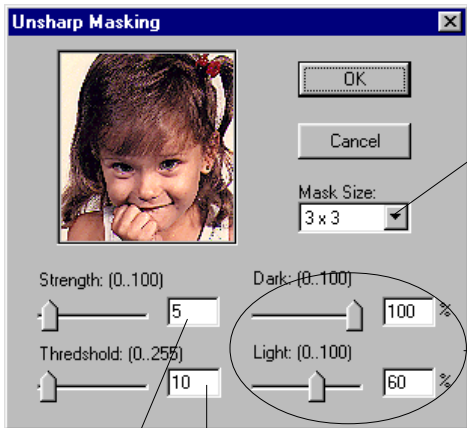 Unsharp Masking
OK
Cancel
Mask Size:
3 x 3
Strength: (0..100)
5
Dark: (0..100)
100 %
Thredshold: (0..255)
10
Light: (0..100)
60 %